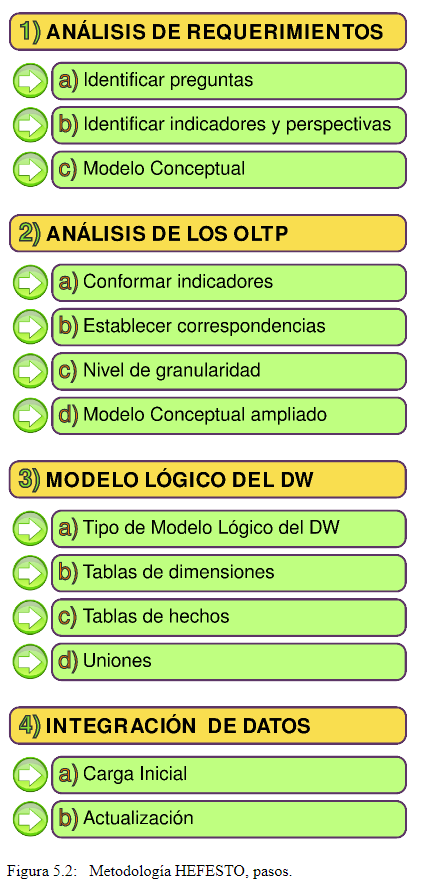 1) ANÁLISIS DE REQUERIMIENTOS
a) Identificar preguntas
b) Identificar indicadores y perspectivas
c) Modelo Conceptual
2) ANÁLISIS DE LOS OLTP
a) Conformar indicadores
b) Establecer correspondencias
c) Nivel de granularidad
d) Modelo Conceptual ampliado
3) MODELO LÓGICO DEL DW
a) Tipo de Modelo Lógico del DW
b) Tablas de dimensiones
c) Tablas de hechos
d) Uniones
4) INTEGRACIÓN DE DATOS
a) Carga Inicial
b) Actualización
Figura 5.2: Metodología HEFESTO, pasos.